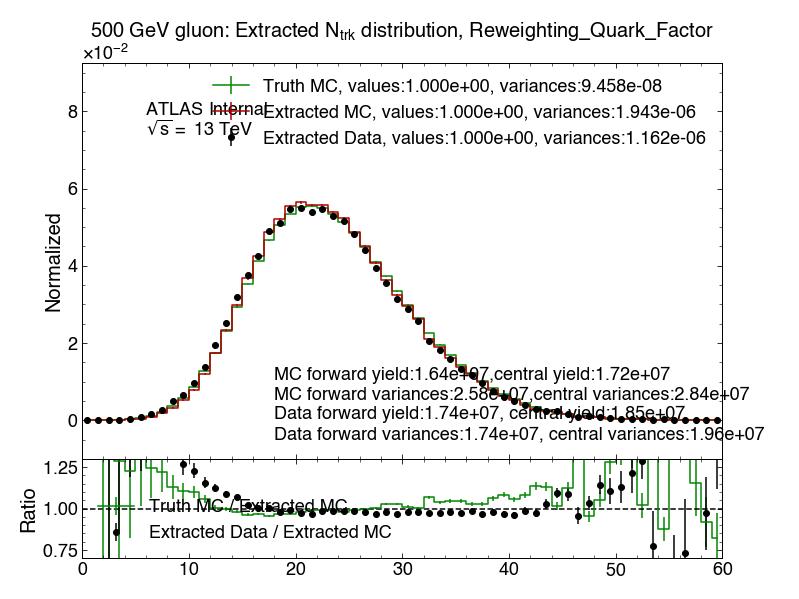 500 GeV gluon: Extracted Ntrk distribution, Reweighting_Quark_Factor
×10−2
Truth MC, values:1.000e+00, variances:9.458e-08
ATLAS Internal
Extracted MC, values:1.000e+00, variances:1.943e-06
√s = 13 TeV
Extracted Data, values:1.000e+00, variances:1.162e-06
8
6
4
2
0
Normalized
MC forward yield:1.64e+07,central yield:1.72e+07
MC forward variances:2.58e+07,central variances:2.84e+07
Data forward yield:1.74e+07, central yield:1.85e+07
Data forward variances:1.74e+07, central variances:1.96e+07
1.25
1.00
0.75
Ratio
Truth MC / Extracted MC
Extracted Data / Extracted MC
0 10 20 30 40 50 60